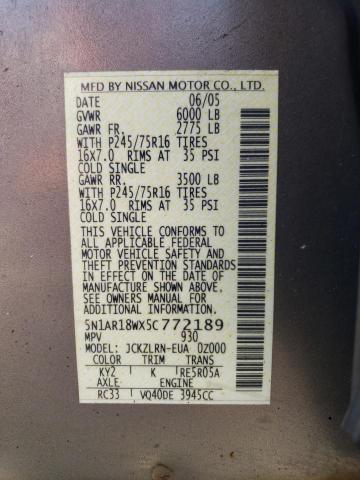 MFD BY NISSAN MOTOR CO., LTD.
DATE 06/05
GVWR 6000 LB
GAWR FR. 2775 LB
WITH P245/75R16 TIRES
16X7.0 RIMS AT 35 PSI
COLD SINGLE
GAWR RR. 3500 LB
WITH P245/75R16 TIRES
16X7.0 RIMS AT 35 PSI
COLD SINGLE
THIS VEHICLE CONFORMS TO
ALL APPLICABLE FEDERAL
MOTOR VEHICLE SAFETY AND
THEFT PREVENTION STANDARDS
IN EFFECT ON THE DATE OF
MANUFACTURE SHOWN ABOVE.
SEE OWNERS MANUAL AND
ADDITIONAL INFORMATION.
5N1AR18WX5C772189
MPV 930
MODEL: JCKZLRN-EUA 0Z000
COLOR TRIM TRANS
KY2 K RE5R05A
AXLE ENGINE
RC33 VQ40DE 3945CC